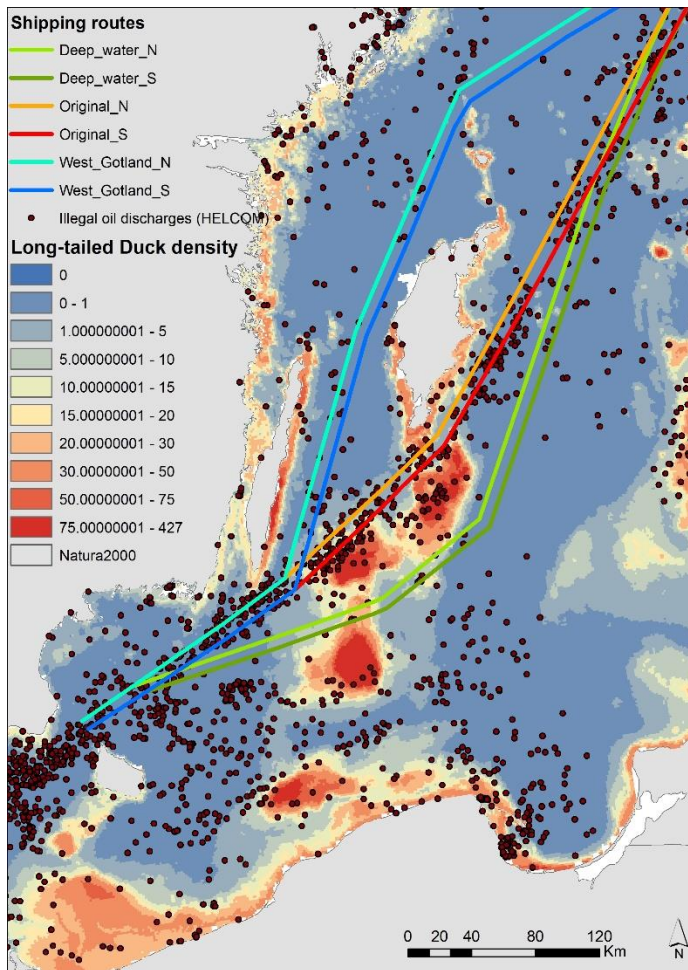 Shipping routes
Deep_water_N
Deep_water_S
Original_N
Original_S
West_Gotland_N
West_Gotland_S
Illegal oil discharges (HELCOM)
Long-tailed Duck density
0
0 - 1
1.000000001 - 5
5.00000001 - 10
10.00000001 - 15
15.00000001 - 20
20.00000001 - 30
30.00000001 - 50
50.00000001 - 75
75.00000001 - 427
Natura2000
0 20 40 80 120
Km
N